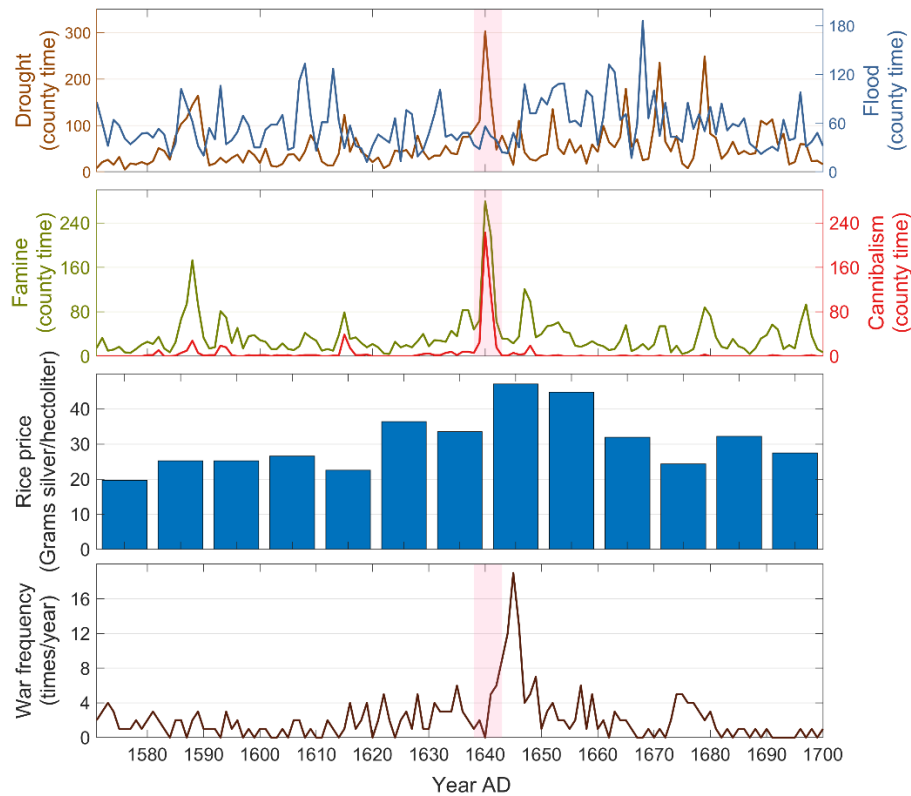 Drought
(county time)
300
200
100
0
180
120
60
0
Flood
(county time)
Famine
(county time)
240
160
80
0
240
160
80
0
Cannibalism
(county time)
Rice price
(Grams silver/hectoliter)
40
30
20
10
0
War frequency
(times/year)
16
12
8
4
0
1580 1590 1600 1610 1620 1630 1640 1650 1660 1670 1680 1690 1700
Year AD